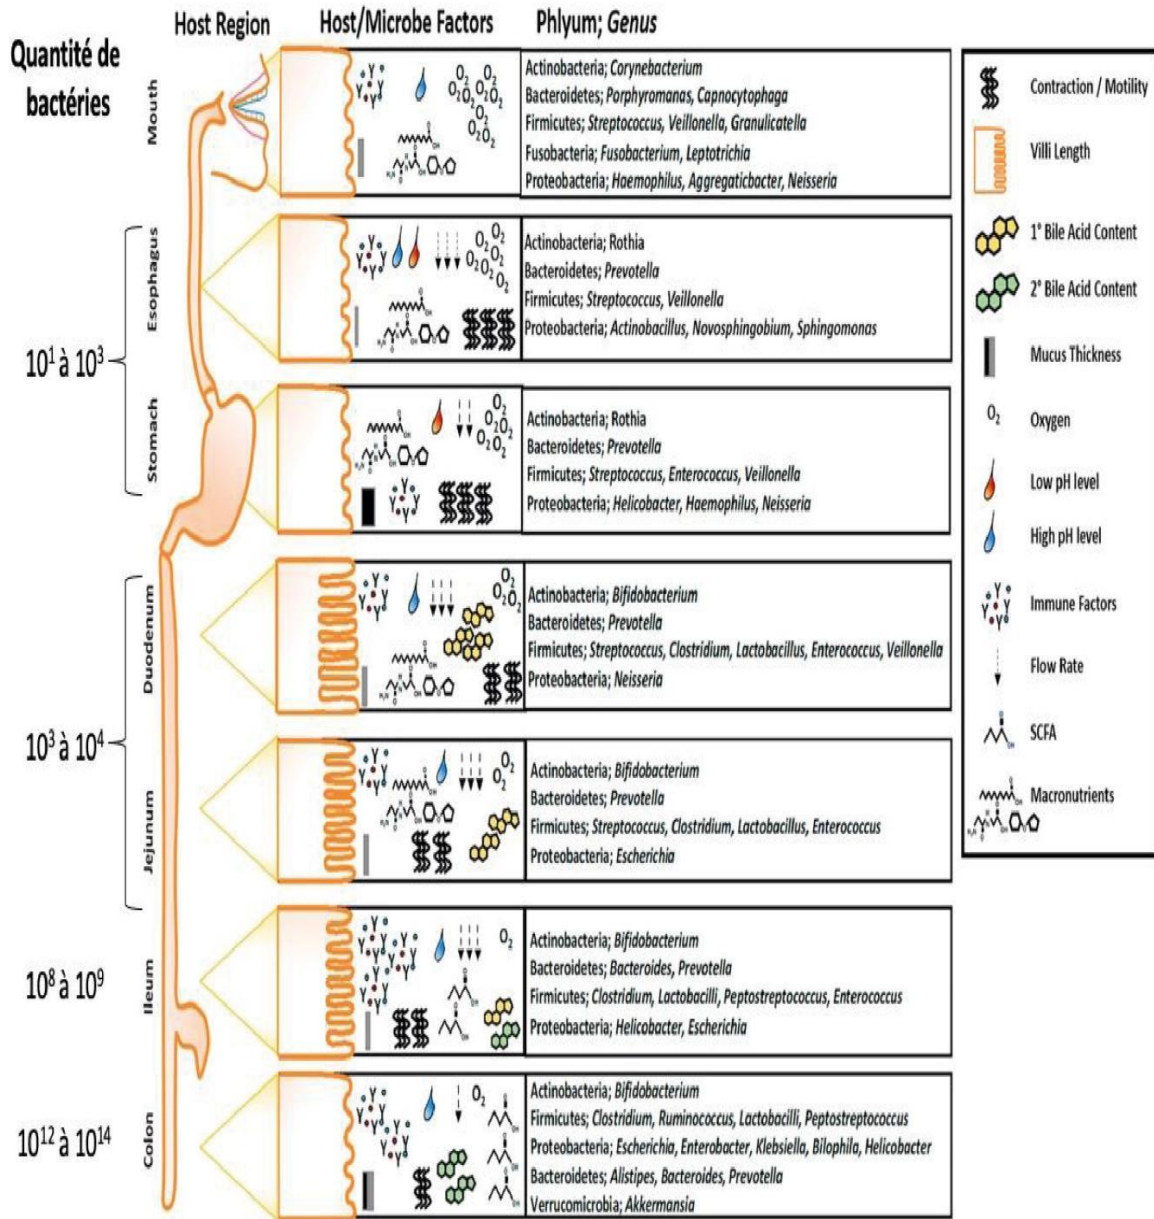 Host Region
Host/Microbe Factors
Phlyum; Genus
Quantité de
bactéries
Mouth
Actinobacteria; Corynebacterium
Bacteroidetes; Porphyromanas, Capnocytophaga
Firmicutes; Streptococcus, Veillonella, Granulicatella
Fusobacteria; Fusobacterium, Leptotrichia
Proteobacteria; Haemophilus, Aggregaticbacter, Neisseria
10¹ à 10³
Esophagus
Actinobacteria; Rothia
Bacteroidetes; Prevotella
Firmicutes; Streptococcus, Veillonella
Proteobacteria; Actinobacillus, Novosphingobium, Sphingomonas
Stomach
Actinobacteria; Rothia
Bacteroidetes; Prevotella
Firmicutes; Streptococcus, Enterococcus, Veillonella
Proteobacteria; Helicobacter, Haemophilus, Neisseria
10³ à 10⁴
Duodenum
Actinobacteria; Bifidobacterium
Bacteroidetes; Prevotella
Firmicutes; Streptococcus, Clostridium, Lactobacillus, Enterococcus, Veillonella
Proteobacteria; Neisseria
Jejunum
Actinobacteria; Bifidobacterium
Bacteroidetes; Prevotella
Firmicutes; Streptococcus, Clostridium, Lactobacillus, Enterococcus
Proteobacteria; Escherichia
10⁸ à 10⁹
Ileum
Actinobacteria; Bifidobacterium
Bacteroidetes; Bacteroides, Prevotella
Firmicutes; Clostridium, Lactobacilli, Peptostreptococcus, Enterococcus
Proteobacteria; Helicobacter, Escherichia
10¹² à 10¹⁴
Colon
Actinobacteria; Bifidobacterium
Firmicutes; Clostridium, Ruminococcus, Lactobacilli, Peptostreptococcus
Proteobacteria; Escherichia, Enterobacter, Klebsiella, Bilophila, Helicobacter
Bacteroidetes; Alistipes, Bacteroides, Prevotella
Verrucomicrobia; Akkermansia
Contraction / Motility
Villi Length
1° Bile Acid Content
2° Bile Acid Content
Mucus Thickness
O₂ Oxygen
Low pH level
High pH level
Immune Factors
Flow Rate
SCFA
Macronutrients